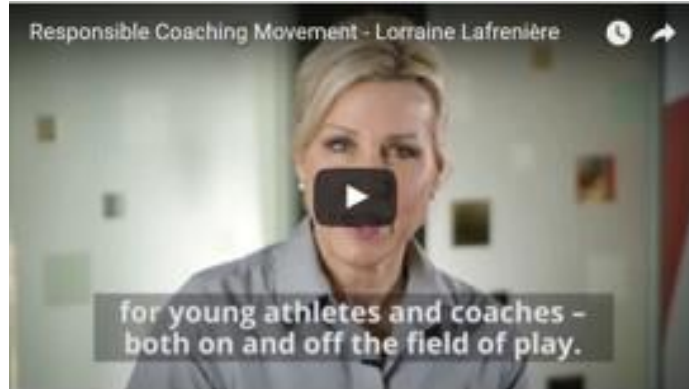 Responsible Coaching Movement - Lorraine Lafrenière
for young athletes and coaches –
both on and off the field of play.